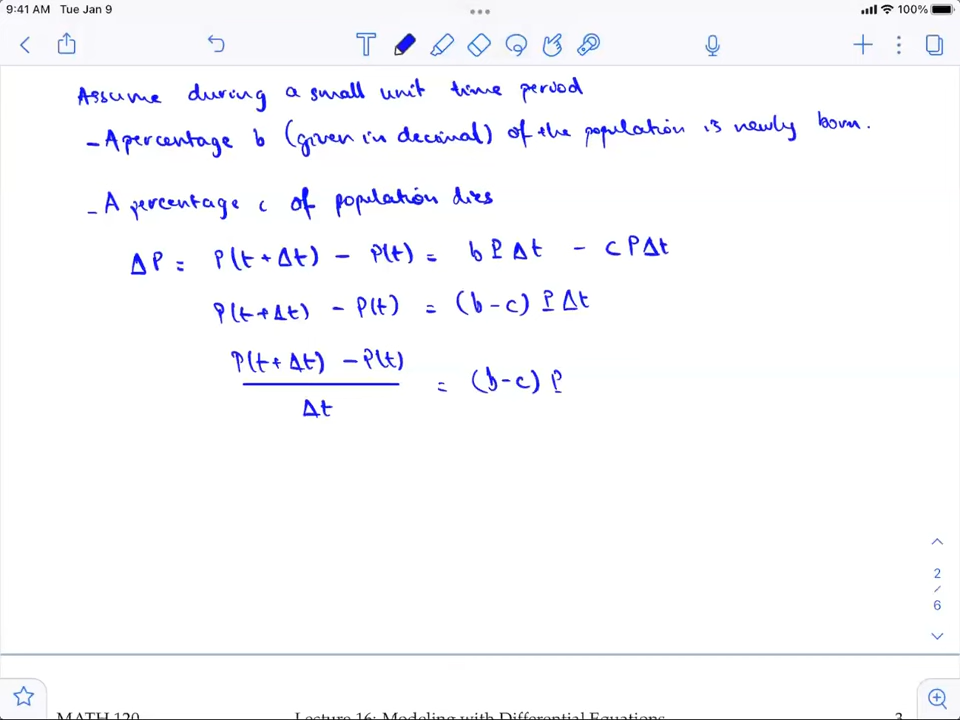 9:41 AM Tue Jan 9
100%
Assume during a small unit time period
- A percentage b (given in decimal) of the population is newly born.
- A percentage c of population dies
ΔP = P(t+Δt) - P(t) = b P Δt - c P Δt
P(t+Δt) - P(t) = (b-c) P Δt
P(t+Δt) - P(t) / Δt = (b-c) P
2
/
6
MATH 120 Lecture 16: Modeling with Differential Equations 3